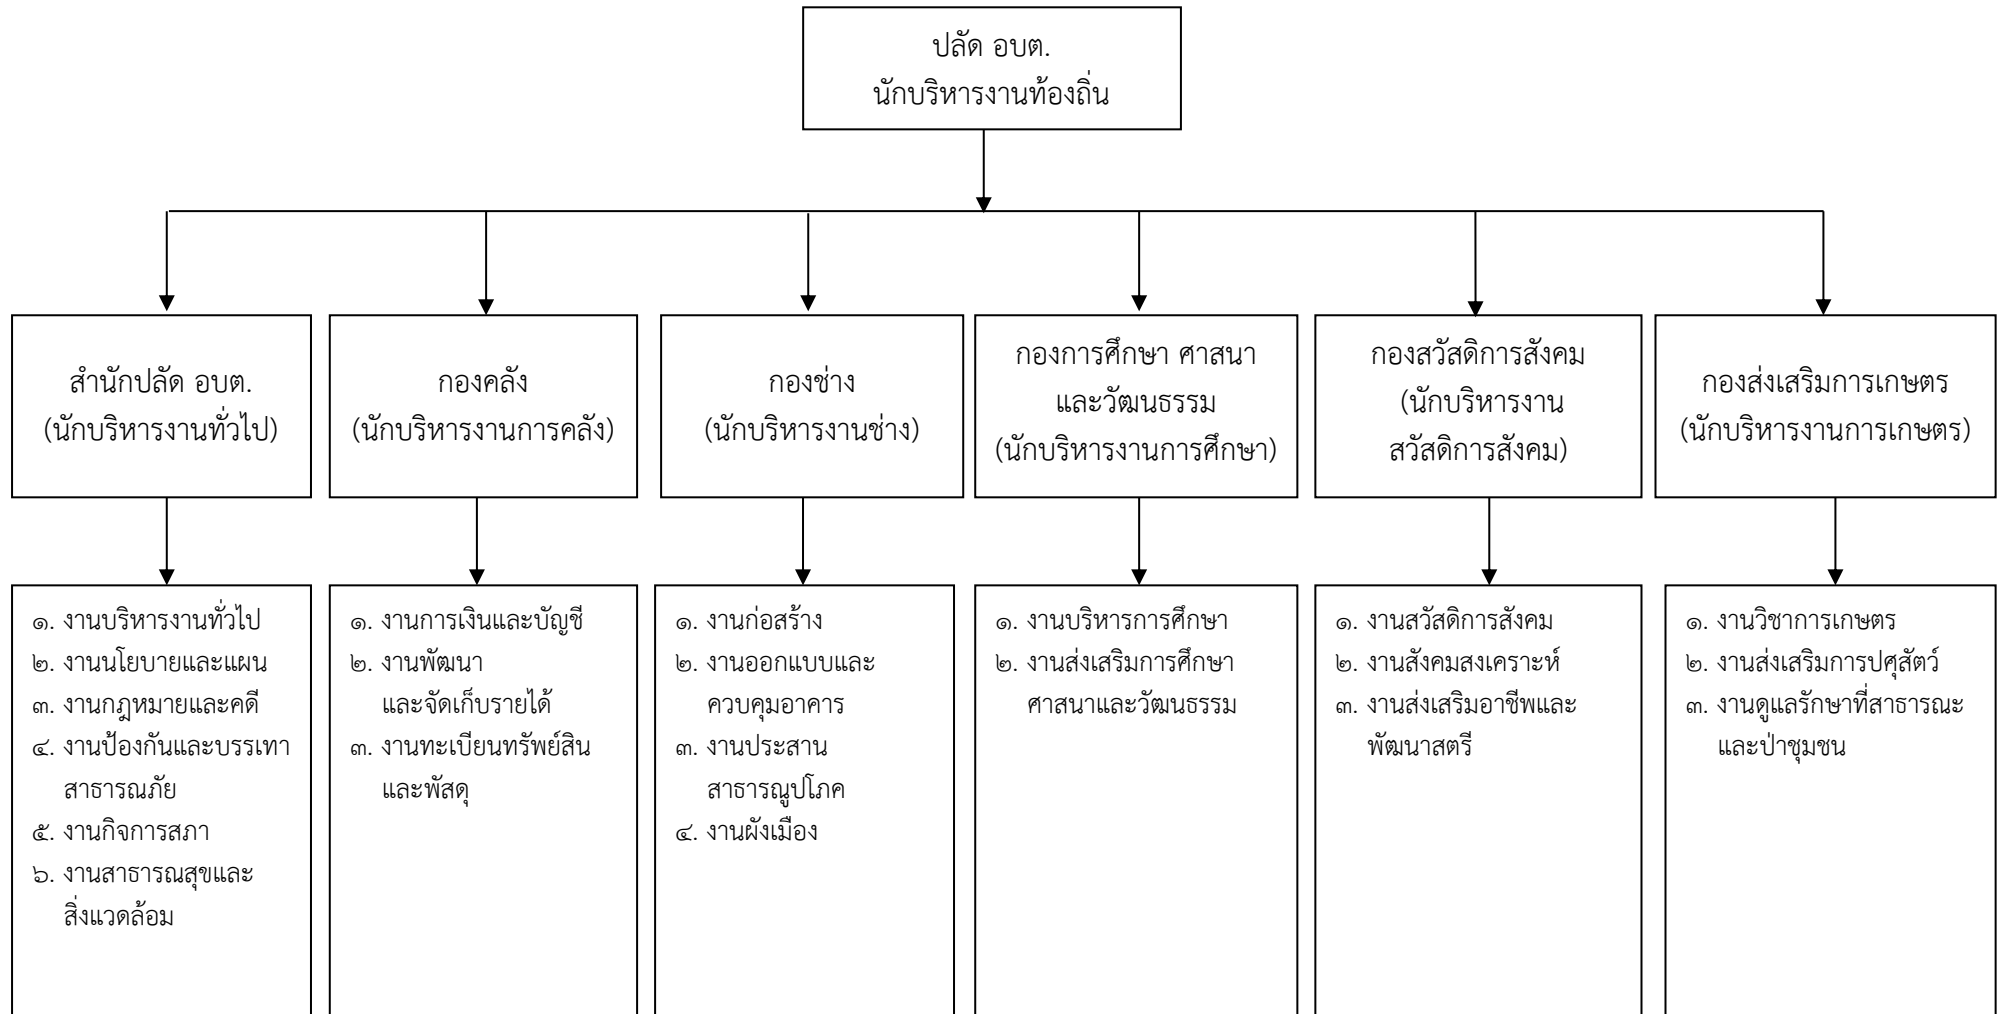 ปลัด อบต.
นักบริหารงานท้องถิ่น
สำนักปลัด อบต.
(นักบริหารงานทั่วไป)
กองคลัง
(นักบริหารงานการคลัง)
กองช่าง
(นักบริหารงานช่าง)
กองการศึกษา ศาสนา
และวัฒนธรรม
(นักบริหารงานการศึกษา)
กองสวัสดิการสังคม
(นักบริหารงาน
สวัสดิการสังคม)
กองส่งเสริมการเกษตร
(นักบริหารงานการเกษตร)
๑. งานบริหารงานทั่วไป
๒. งานนโยบายและแผน
๓. งานกฎหมายและคดี
๔. งานป้องกันและบรรเทา
สาธารณภัย
๕. งานกิจการสภา
๖. งานสาธารณสุขและ
สิ่งแวดล้อม
๑. งานการเงินและบัญชี
๒. งานพัฒนา
และจัดเก็บรายได้
๓. งานทะเบียนทรัพย์สิน
และพัสดุ
๑. งานก่อสร้าง
๒. งานออกแบบและ
ควบคุมอาคาร
๓. งานประสาน
สาธารณูปโภค
๔. งานผังเมือง
๑. งานบริหารการศึกษา
๒. งานส่งเสริมการศึกษา
ศาสนาและวัฒนธรรม
๑. งานสวัสดิการสังคม
๒. งานสังคมสงเคราะห์
๓. งานส่งเสริมอาชีพและ
พัฒนาสตรี
๑. งานวิชาการเกษตร
๒. งานส่งเสริมการปศุสัตว์
๓. งานดูแลรักษาที่สาธารณะ
และป่าชุมชน